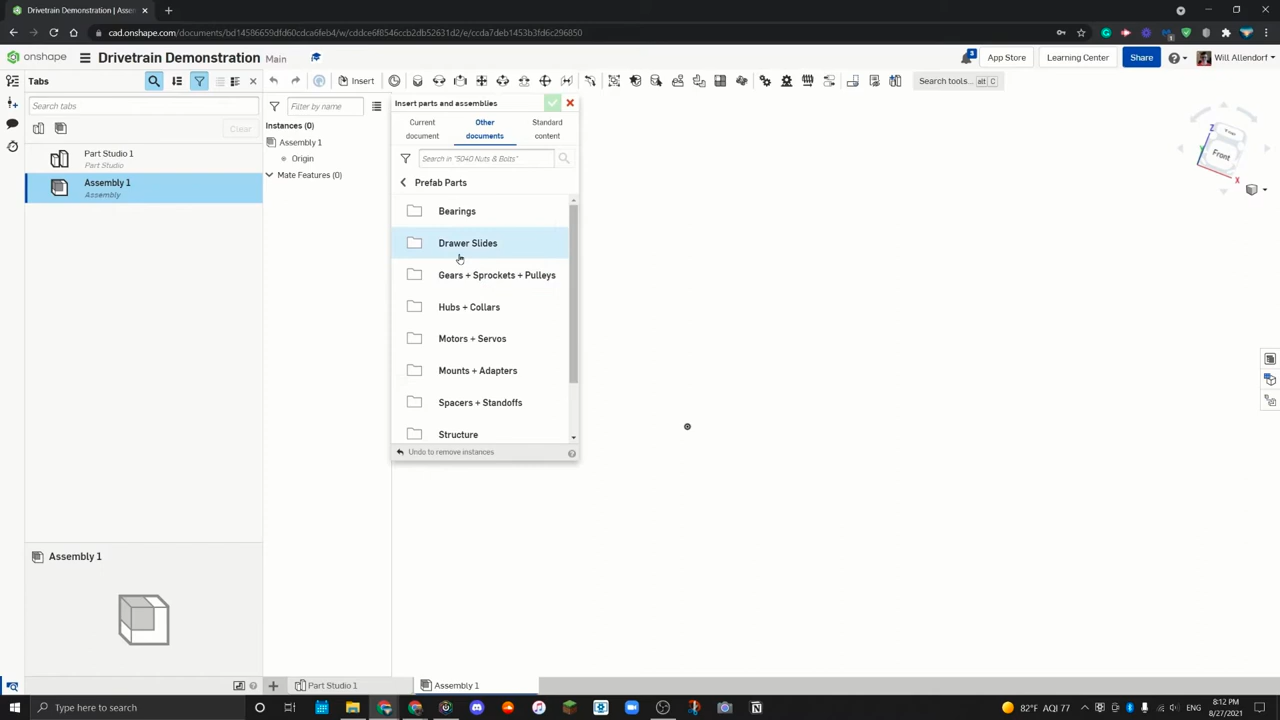 Drivetrain Demonstration | Assem
cad.onshape.com/documents/bd14586659dfd60cdca6feb4/w/cddce6f8546ccb2db52631d2/e/ccda7deb1453b3fd6c296850
onshape
Drivetrain Demonstration
Main
3
App Store
Learning Center
Share
Will Allendorf
Tabs
Insert
Search tools...
alt
C
Search tabs
Filter by name
Insert parts and assemblies
Instances (0)
Clear
Current document
Other documents
Standard content
Assembly 1
Part Studio 1
Part Studio
Origin
Search in "5040 Nuts & Bolts"
Mate Features (0)
Assembly 1
Assembly
Prefab Parts
Bearings
Drawer Slides
Gears + Sprockets + Pulleys
Hubs + Collars
Motors + Servos
Mounts + Adapters
Spacers + Standoffs
Structure
Undo to remove instances
Z
Front
X
Assembly 1
Part Studio 1
Assembly 1
Type here to search
82°F AQI 77
ENG
8:12 PM
8/27/2021